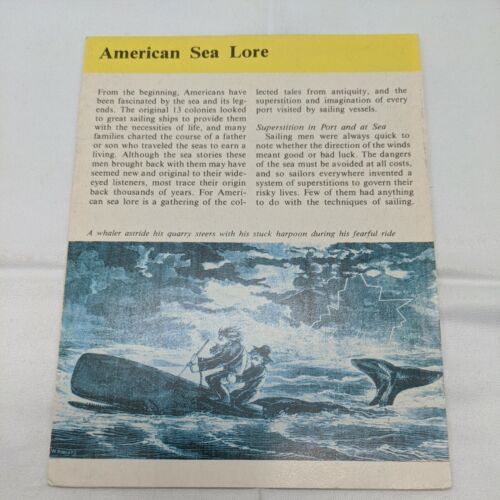 American Sea Lore
From the beginning, Americans have
been fascinated by the sea and its leg-
ends. The original 13 colonies looked
to great sailing ships to provide them
with the necessities of life, and many
families charted the course of a father
or son who traveled the seas to earn a
living. Although the sea stories these
men brought back with them may have
seemed new and original to their wide-
eyed listeners, most trace their origin
back thousands of years. For Ameri-
can sea lore is a gathering of the col-
lected tales from antiquity, and the
superstition and imagination of every
port visited by sailing vessels.
Superstition in Port and at Sea
Sailing men were always quick to
note whether the direction of the winds
meant good or bad luck. The dangers
of the sea must be avoided at all costs,
and so sailors everywhere invented a
system of superstitions to govern their
risky lives. Few of them had anything
to do with the techniques of sailing.
A whaler astride his quarry steers with his stuck harpoon during his fearful ride